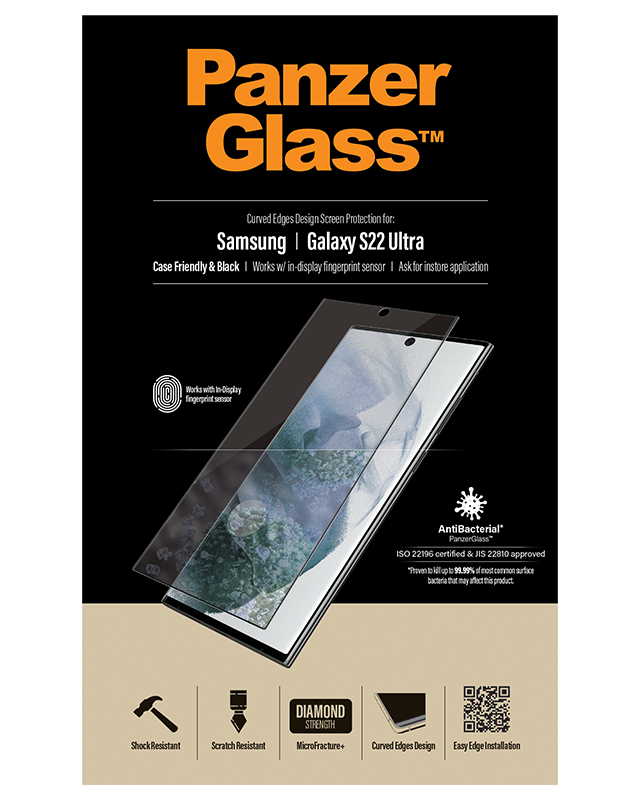 Panzer
Glass™
Curved Edges Design Screen Protection for:
Samsung | Galaxy S22 Ultra
Case Friendly & Black | Works w/ in-display fingerprint sensor | Ask for instore application
Works with In-Display
fingerprint sensor
AntiBacterial*
PanzerGlass™
ISO 22196 certified & JIS 22810 approved
*Proven to kill up to 99.99% of most common surface
bacteria that may affect this product.
DIAMOND
STRENGTH
Shock Resistant
Scratch Resistant
MicroFracture+
Curved Edges Design
Easy Edge Installation